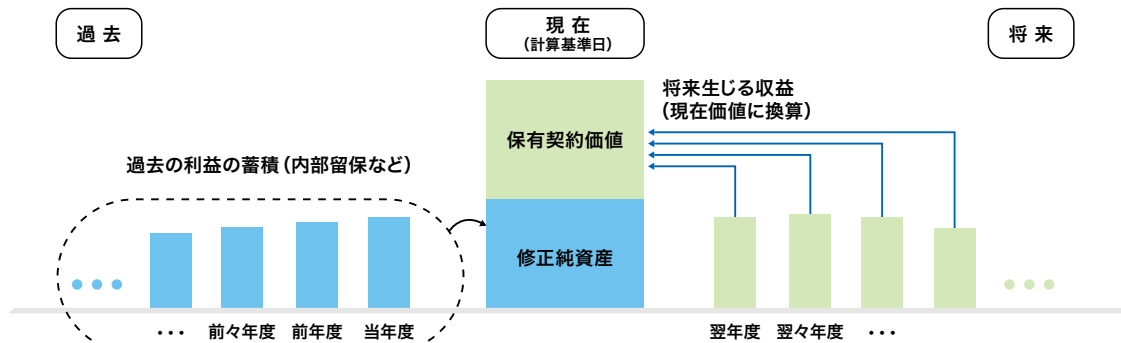 過去
現在
(計算基準日)
将来
将来生じる収益
(現在価値に換算)
保有契約価値
過去の利益の蓄積(内部留保など)
修正純資産
・・・ 前々年度 前年度 当年度
翌年度 翌々年度 ・・・